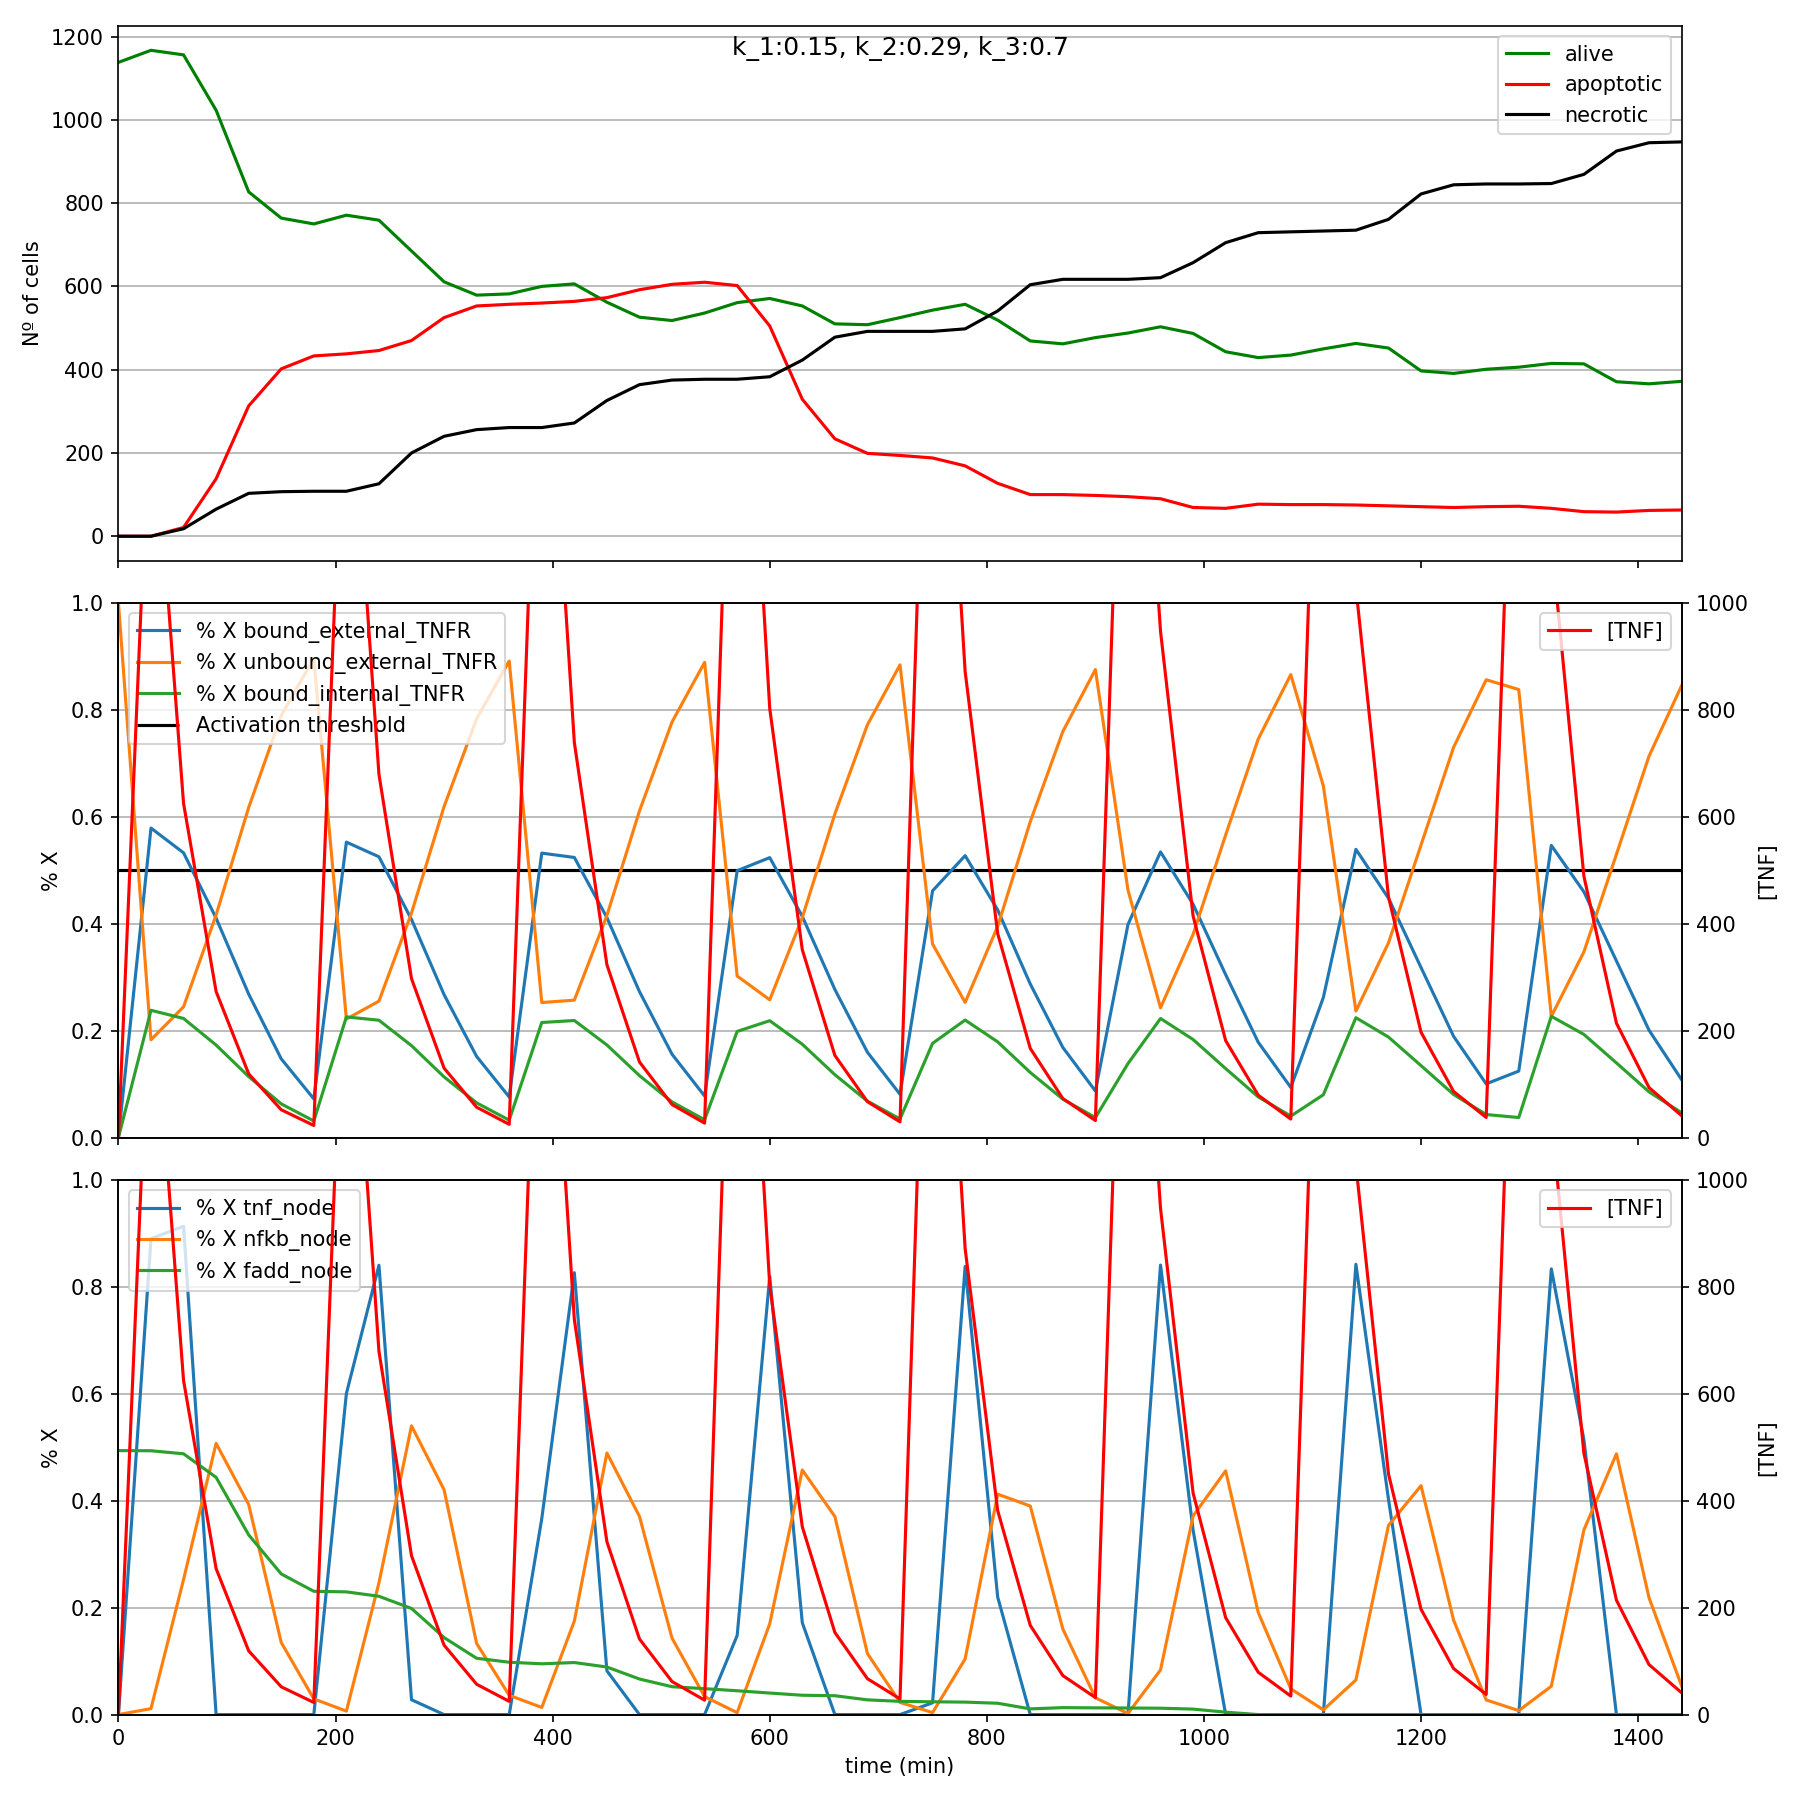 k_1:0.15, k_2:0.29, k_3:0.7
1200
1000
800
600
400
200
0
Nº of cells
alive
apoptotic
necrotic
1.0
0.8
0.6
0.4
0.2
0.0
% X
% X bound_external_TNFR
% X unbound_external_TNFR
% X bound_internal_TNFR
Activation threshold
[TNF]
1000
800
600
400
200
0
[TNF]
1.0
0.8
0.6
0.4
0.2
0.0
% X
% X tnf_node
% X nfkb_node
% X fadd_node
[TNF]
1000
800
600
400
200
0
[TNF]
0 200 400 600 800 1000 1200 1400
time (min)